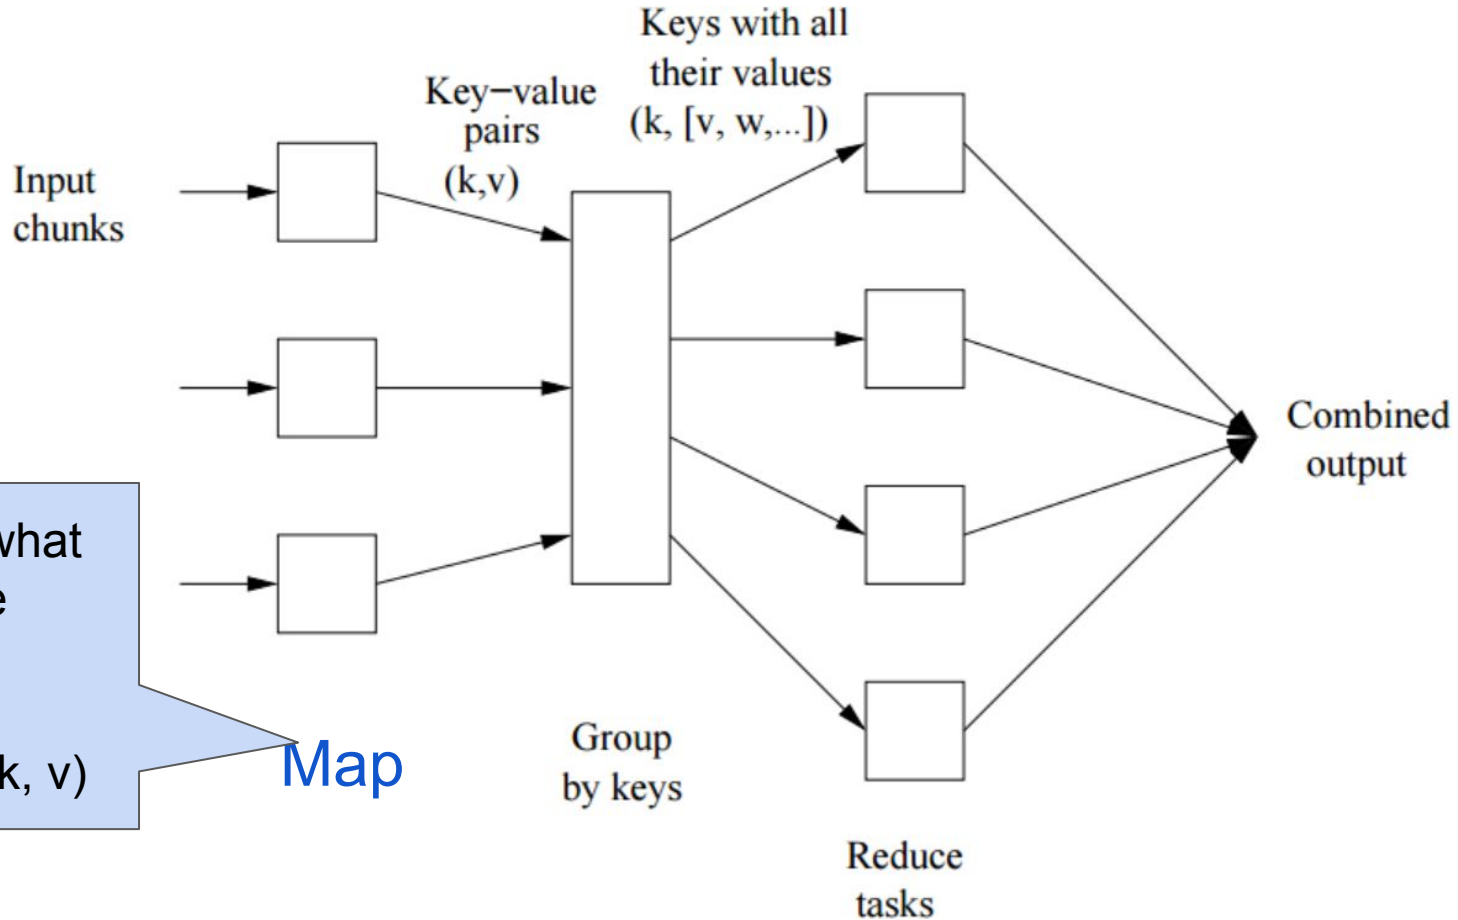 Keys with all
their values
(k, [v, w,...])
Key−value
pairs
(k,v)
Input
chunks
Combined
output
what
k, v)
Map
Group
by keys
Reduce
tasks